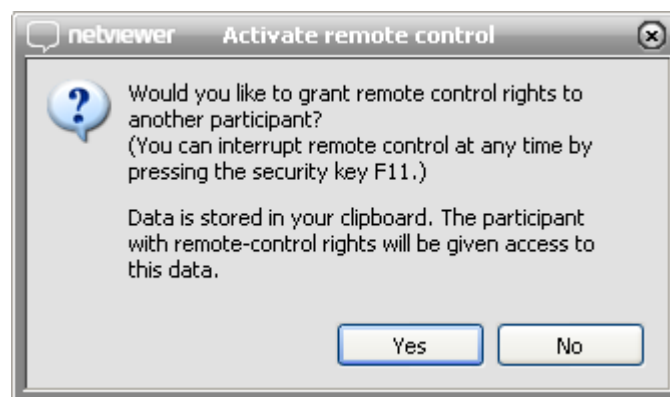 netviewer Activate remote control
Would you like to grant remote control rights to
another participant?
(You can interrupt remote control at any time by
pressing the security key F11.)
Data is stored in your clipboard. The participant
with remote-control rights will be given access to
this data.
Yes No